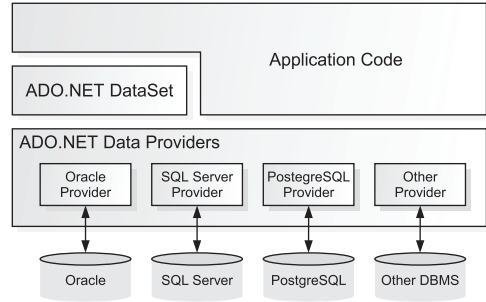 Application Code
ADO.NET DataSet
ADO.NET Data Providers
Oracle
Provider
SQL Server
Provider
PostegreSQL
Provider
Other
Provider
Oracle
SQL Server
PostgreSQL
Other DBMS